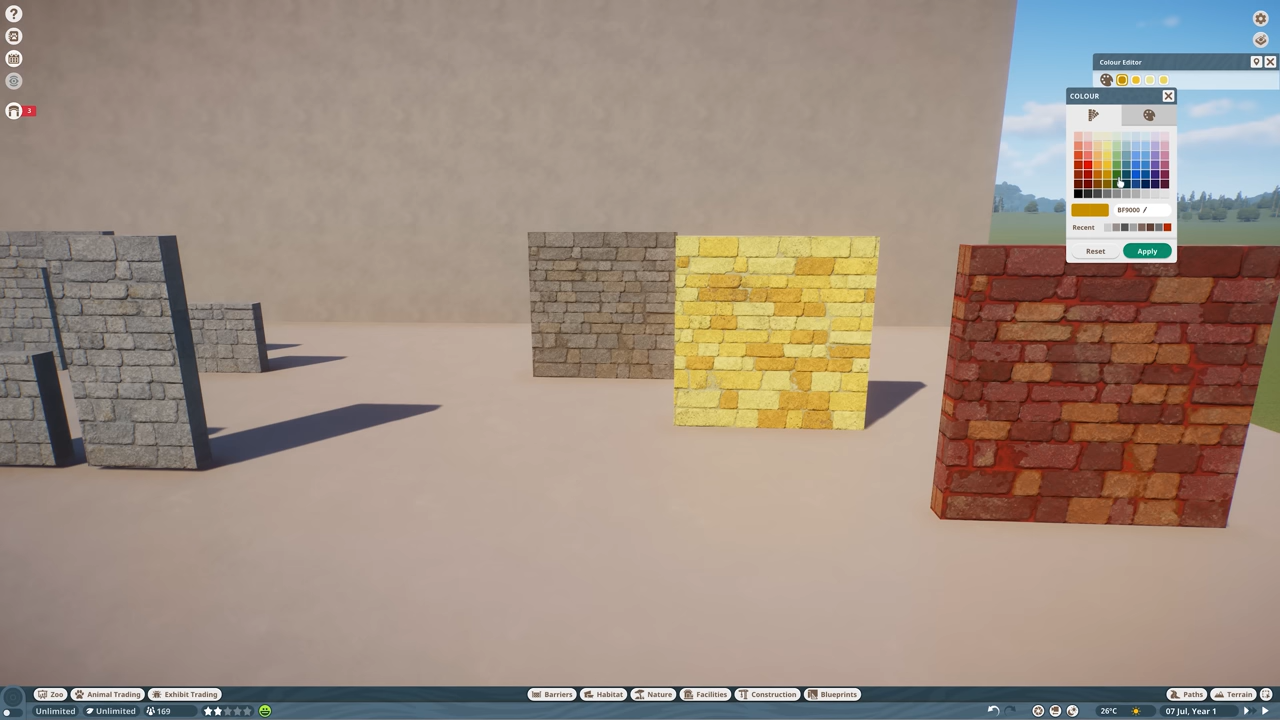 ?
3
Colour Editor
COLOUR
BF9000
Recent
Reset
Apply
Zoo
Animal Trading
Exhibit Trading
Barriers
Habitat
Nature
Facilities
Construction
Blueprints
Paths
Terrain
Unlimited
Unlimited
169
26°C
07 Jul, Year 1